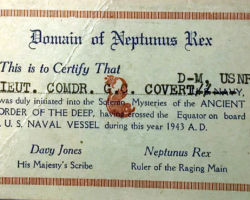 Domain of Neptunus Rex
This is to Certify That D-M, USNR
LIEUT. COMDR. G. C. COVERT, NAVY,
was duly initiated into the Solemn Mysteries of the ANCIENT
ORDER OF THE DEEP, having crossed the Equator on board
U. S. NAVAL VESSEL during this year 1943 A.D.
Davy Jones Neptunus Rex
His Majesty's Scribe Ruler of the Raging Main